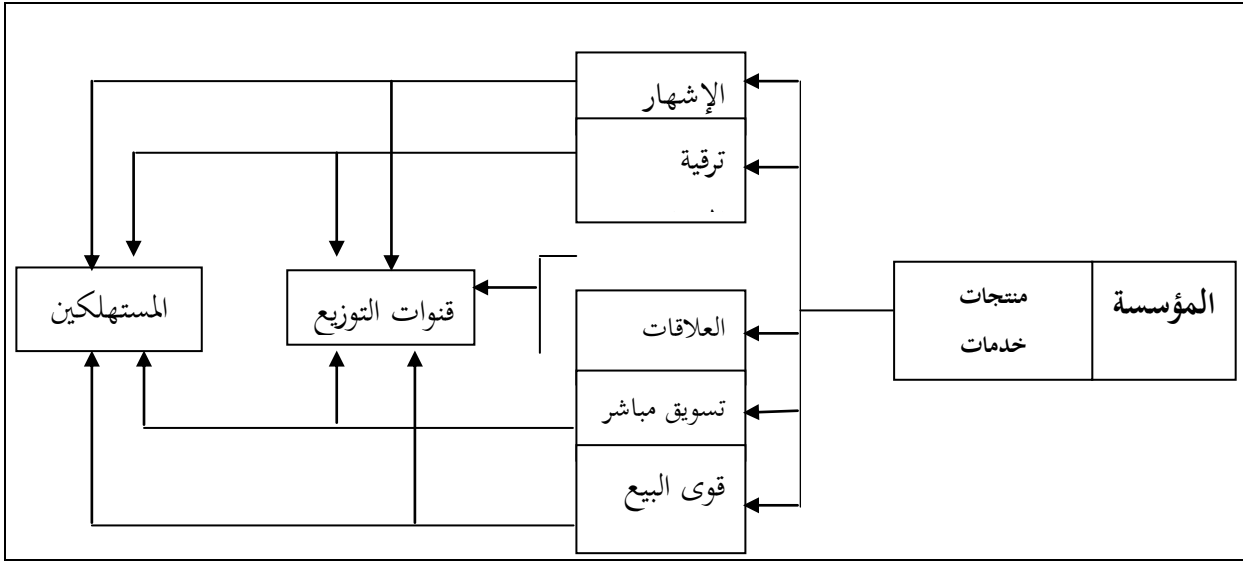 الإشهار
ترقية
المؤسسة
منتجات
خدمات
قنوات التوزيع
المستهلكين
العلاقات
تسويق مباشر
قوى البيع